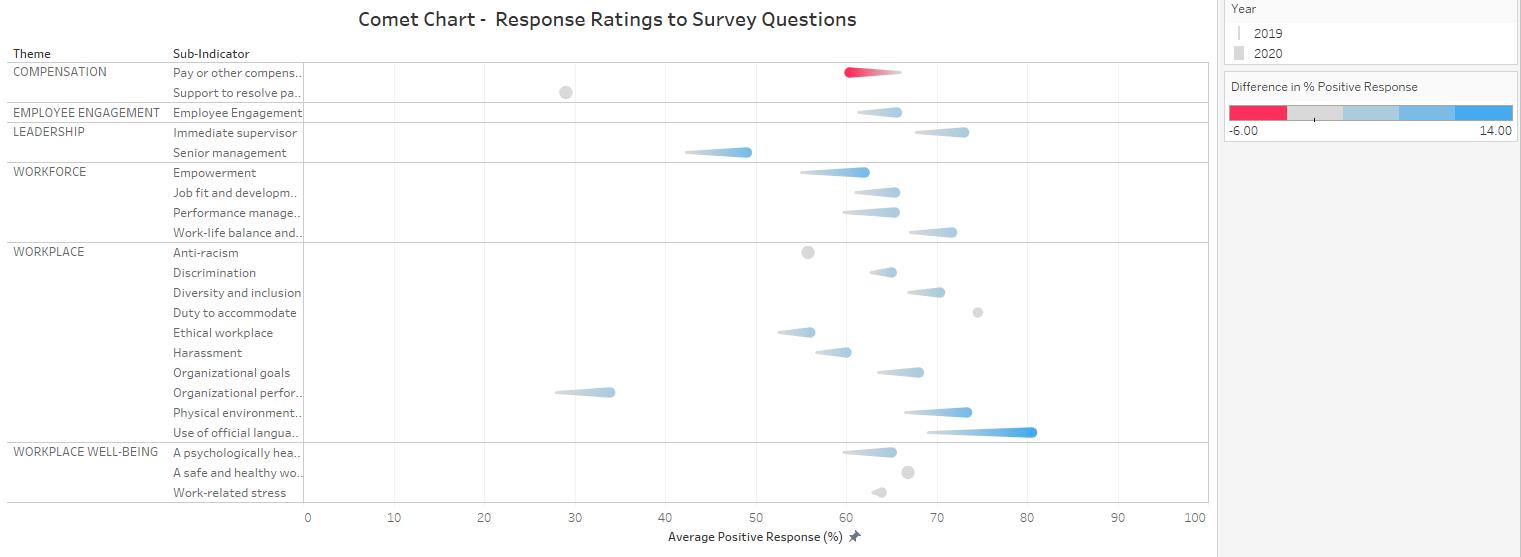 Comet Chart - Response Ratings to Survey Questions
Theme Sub-Indicator
COMPENSATION Pay or other compens..
Support to resolve pa..
EMPLOYEE ENGAGEMENT Employee Engagement
LEADERSHIP Immediate supervisor
Senior management
WORKFORCE Empowerment
Job fit and developm..
Performance manage..
Work-life balance and..
WORKPLACE Anti-racism
Discrimination
Diversity and inclusion
Duty to accommodate
Ethical workplace
Harassment
Organizational goals
Organizational perfor..
Physical environment..
Use of official langua..
WORKPLACE WELL-BEING A psychologically hea..
A safe and healthy wo..
Work-related stress
0 10 20 30 40 50 60 70 80 90 100
Average Positive Response (%)
Year
2019
2020
Difference in % Positive Response
-6.00 14.00